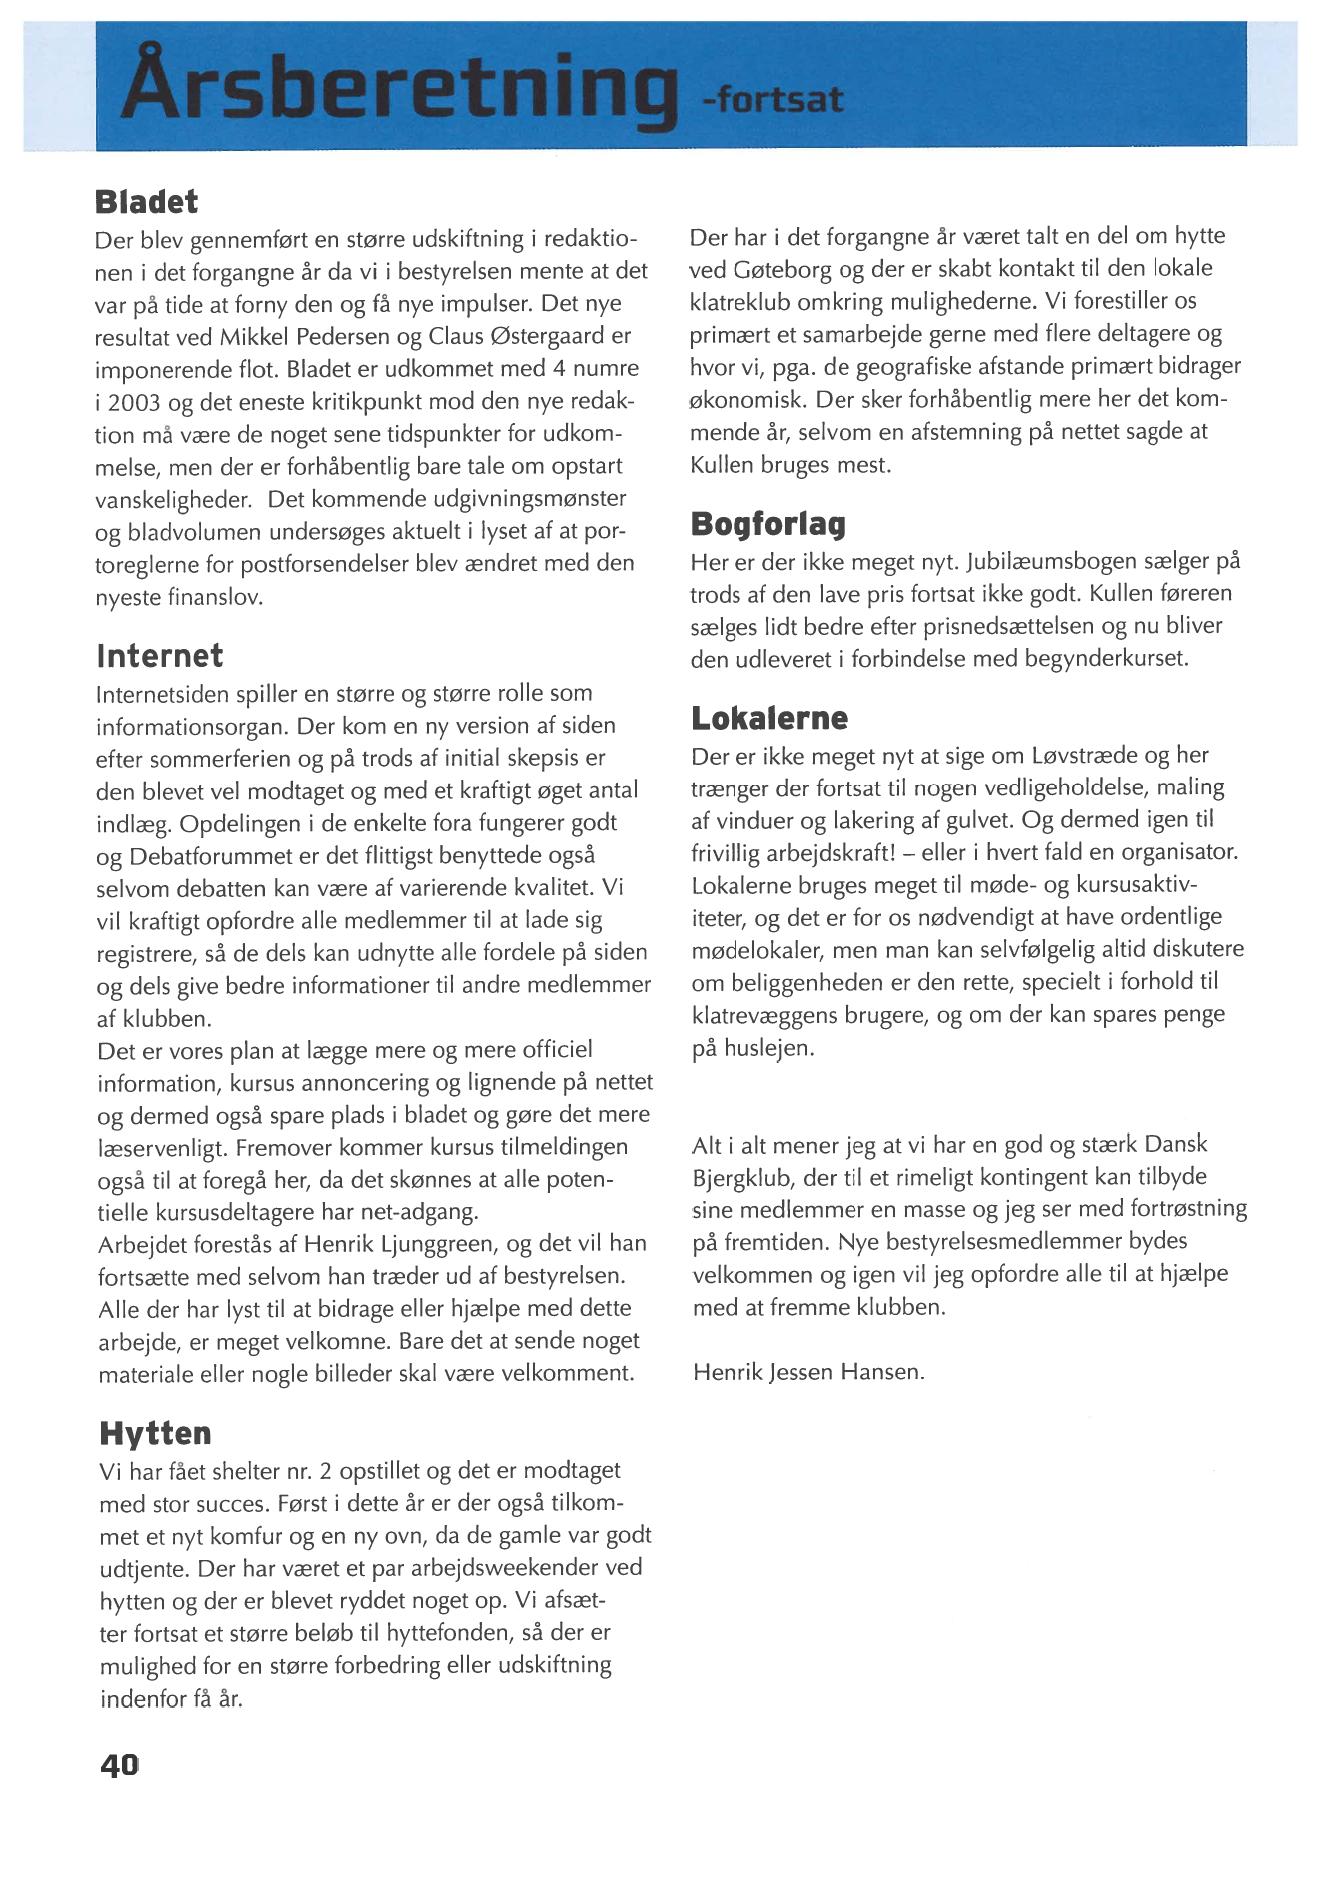 Årsberetning -fortsat
Bladet
Der blev gennemført en større udskiftning i redaktio-
nen i det forgangne år da vi i bestyrelsen mente at det
var på tide at forny den og få nye impulser. Det nye
resultat ved Mikkel Pedersen og Claus Østergaard er
imponerende flot. Bladet er udkommet med 4 numre
i 2003 og det eneste kritikpunkt mod den nye redak-
tion må være de noget sene tidspunkter for udkom-
melse, men der er forhåbentlig bare tale om opstart
vanskeligheder. Det kommende udgivningsmønster
og bladvolumen undersøges aktuelt i lyset af at por-
toreglerne for postforsendelser blev ændret med den
nyeste finanslov.
Internet
Internetsiden spiller en større og større rolle som
informationsorgan. Der kom en ny version af siden
efter sommerferien og på trods af initial skepsis er
den blevet vel modtaget og med et kraftigt øget antal
indlæg. Opdelingen i de enkelte fora fungerer godt
og Debatforummet er det flittigst benyttede også
selvom debatten kan være af varierende kvalitet. Vi
vil kraftigt opfordre alle medlemmer til at lade sig
registrere, så de dels kan udnytte alle fordele på siden
og dels give bedre informationer til andre medlemmer
af klubben.
Det er vores plan at lægge mere og mere officiel
information, kursus annoncering og lignende på nettet
og dermed også spare plads i bladet og gøre det mere
læservenligt. Fremover kommer kursus tilmeldingen
også til at foregå her, da det skønnes at alle poten-
tielle kursusdeltagere har net-adgang.
Arbejdet forestås af Henrik Ljunggreen, og det vil han
fortsætte med selvom han træder ud af bestyrelsen.
Alle der har lyst til at bidrage eller hjælpe med dette
arbejde, er meget velkomne. Bare det at sende noget
materiale eller nogle billeder skal være velkomment.
Hytten
Vi har fået shelter nr. 2 opstillet og det er modtaget
med stor succes. Først i dette år er der også tilkom-
met et nyt komfur og en ny ovn, da de gamle var godt
udtjente. Der har været et par arbejdsweekender ved
hytten og der er blevet ryddet noget op. Vi afsæt-
ter fortsat et større beløb til hyttefonden, så der er
mulighed for en større forbedring eller udskiftning
indenfor få år.
Der har i det forgangne år været talt en del om hytte
ved Gøteborg og der er skabt kontakt til den lokale
klatreklub omkring mulighederne. Vi forestiller os
primært et samarbejde gerne med flere deltagere og
hvor vi, pga. de geografiske afstande primært bidrager
økonomisk. Der sker forhåbentlig mere her det kom-
mende år, selvom en afstemning på nettet sagde at
Kullen bruges mest.
Bogforlag
Her er der ikke meget nyt. Jubilæumsbogen sælger på
trods af den lave pris fortsat ikke godt. Kullen føreren
sælges lidt bedre efter prisnedsættelsen og nu bliver
den udleveret i forbindelse med begynderkurset.
Lokalerne
Der er ikke meget nyt at sige om Løvstræde og her
trænger der fortsat til nogen vedligeholdelse, maling
af vinduer og lakering af gulvet. Og dermed igen til
frivillig arbejdskraft! – eller i hvert fald en organisator.
Lokalerne bruges meget til møde- og kursusaktiv-
iteter, og det er for os nødvendigt at have ordentlige
mødelokaler, men man kan selvfølgelig altid diskutere
om beliggenheden er den rette, specielt i forhold til
klatrevæggens brugere, og om der kan spares penge
på huslejen.
Alt i alt mener jeg at vi har en god og stærk Dansk
Bjergklub, der til et rimeligt kontingent kan tilbyde
sine medlemmer en masse og jeg ser med fortrøstning
på fremtiden. Nye bestyrelsesmedlemmer bydes
velkommen og igen vil jeg opfordre alle til at hjælpe
med at fremme klubben.
Henrik Jessen Hansen.
40